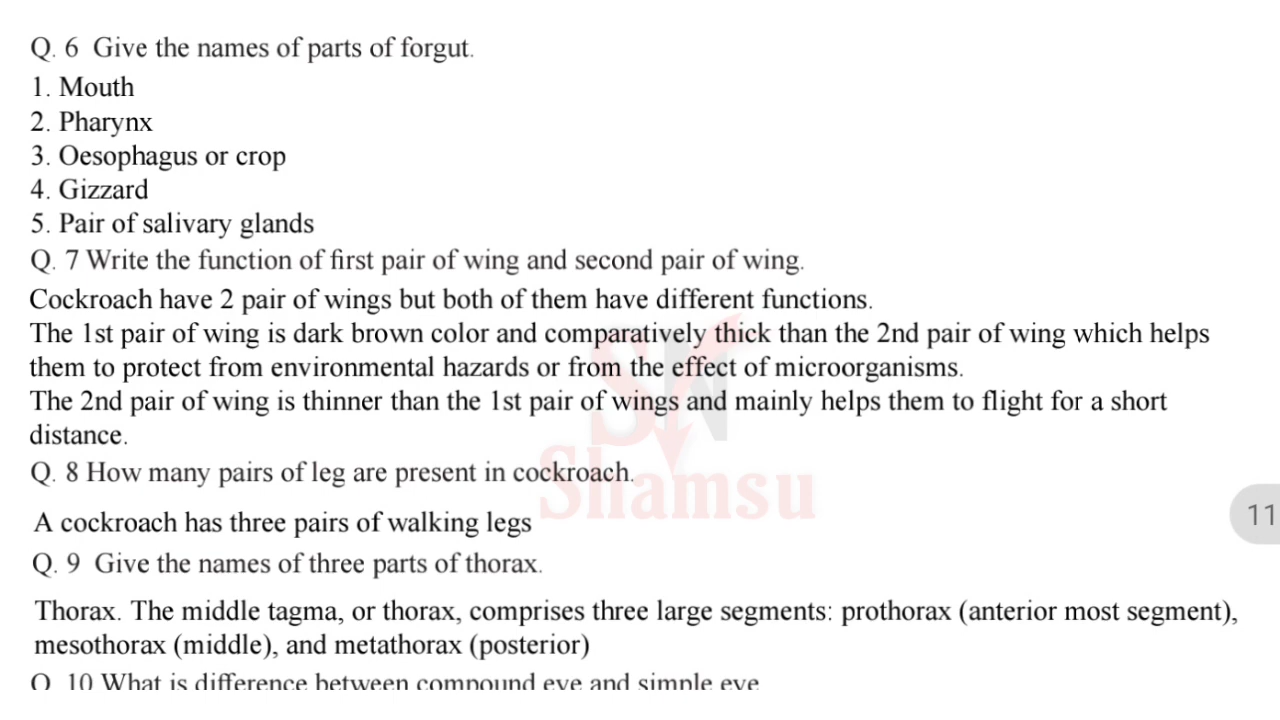 Q. 6 Give the names of parts of forgut.
1. Mouth
2. Pharynx
3. Oesophagus or crop
4. Gizzard
5. Pair of salivary glands
Q. 7 Write the function of first pair of wing and second pair of wing.
Cockroach have 2 pair of wings but both of them have different functions.
The 1st pair of wing is dark brown color and comparatively thick than the 2nd pair of wing which helps
them to protect from environmental hazards or from the effect of microorganisms.
The 2nd pair of wing is thinner than the 1st pair of wings and mainly helps them to flight for a short
distance.
SN
Shamsu
Q. 8 How many pairs of leg are present in cockroach.
A cockroach has three pairs of walking legs
11
Q. 9 Give the names of three parts of thorax.
Thorax. The middle tagma, or thorax, comprises three large segments: prothorax (anterior most segment),
mesothorax (middle), and metathorax (posterior)
Q. 10 What is difference between compound eye and simple eye